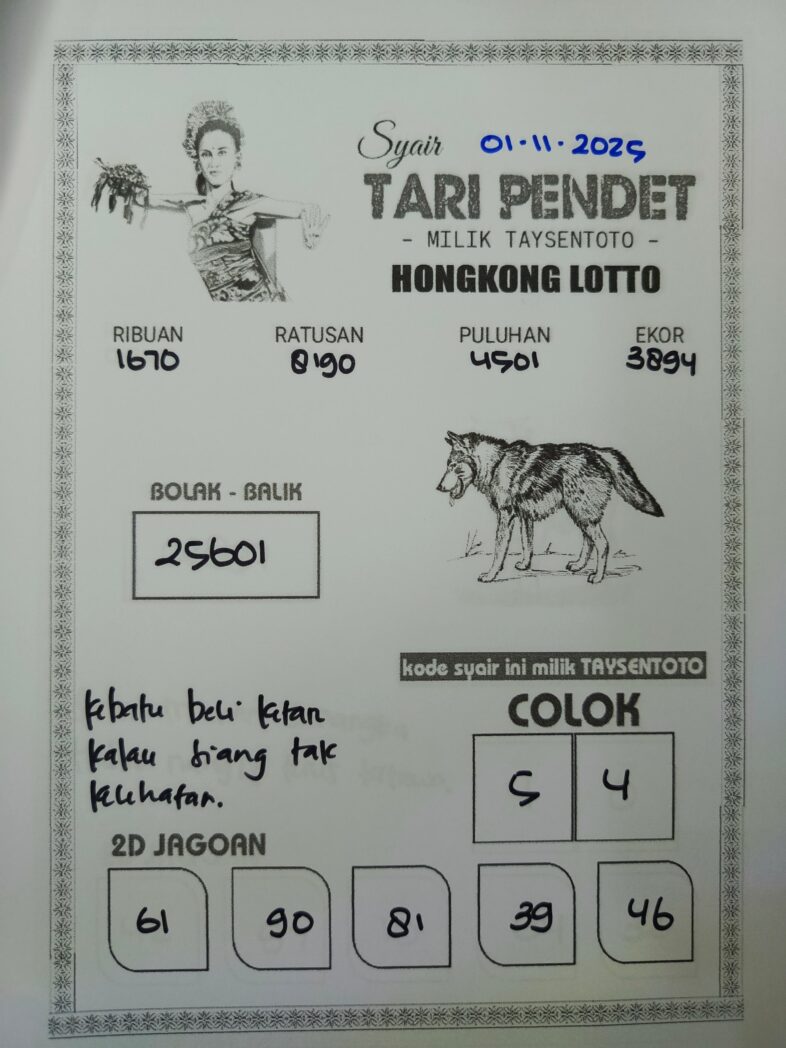 Syair 01-11-2025
TARI PENDET
- MILIK TAYSENTOTO -
HONGKONG LOTTO
RIBUAN RATUSAN PULUHAN EKOR
1670 8190 4501 3894
BOLAK - BALIK
25601
kode syair ini milik TAYSENTOTO
kebatu beli ketan
kalau siang tak
kelihatan.
COLOK
5 4
2D JAGOAN
61 90 81 39 46